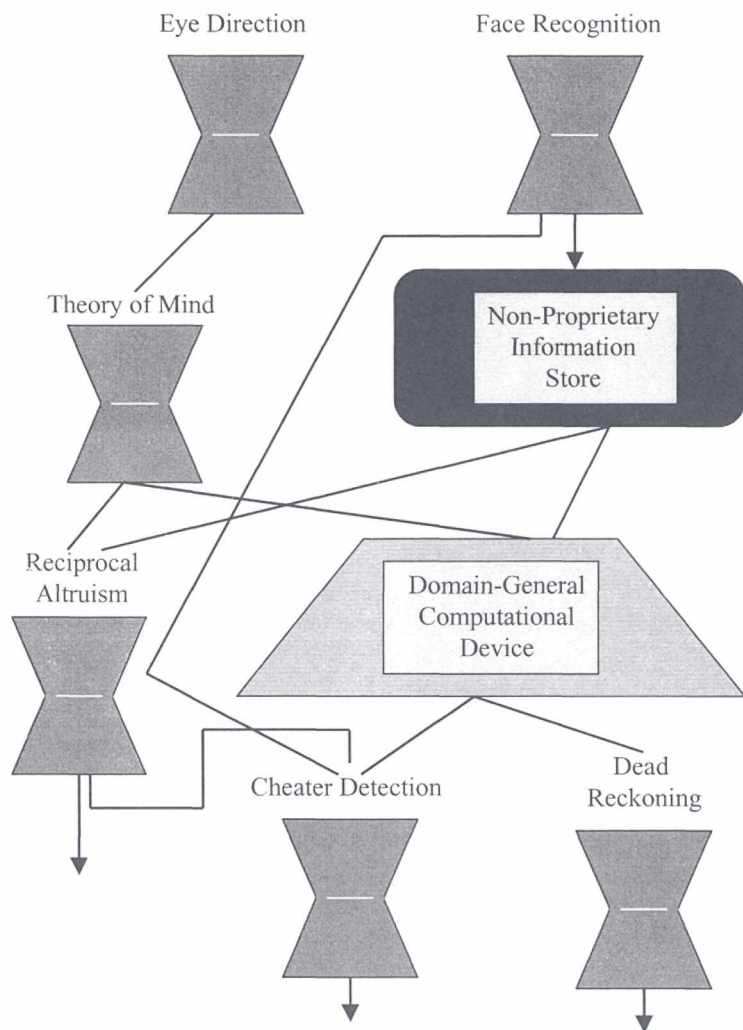 Eye Direction
Face Recognition
Theory of Mind
Non-Proprietary
Information
Store
Reciprocal
Altruism
Domain-General
Computational
Device
Cheater Detection
Dead
Reckoning